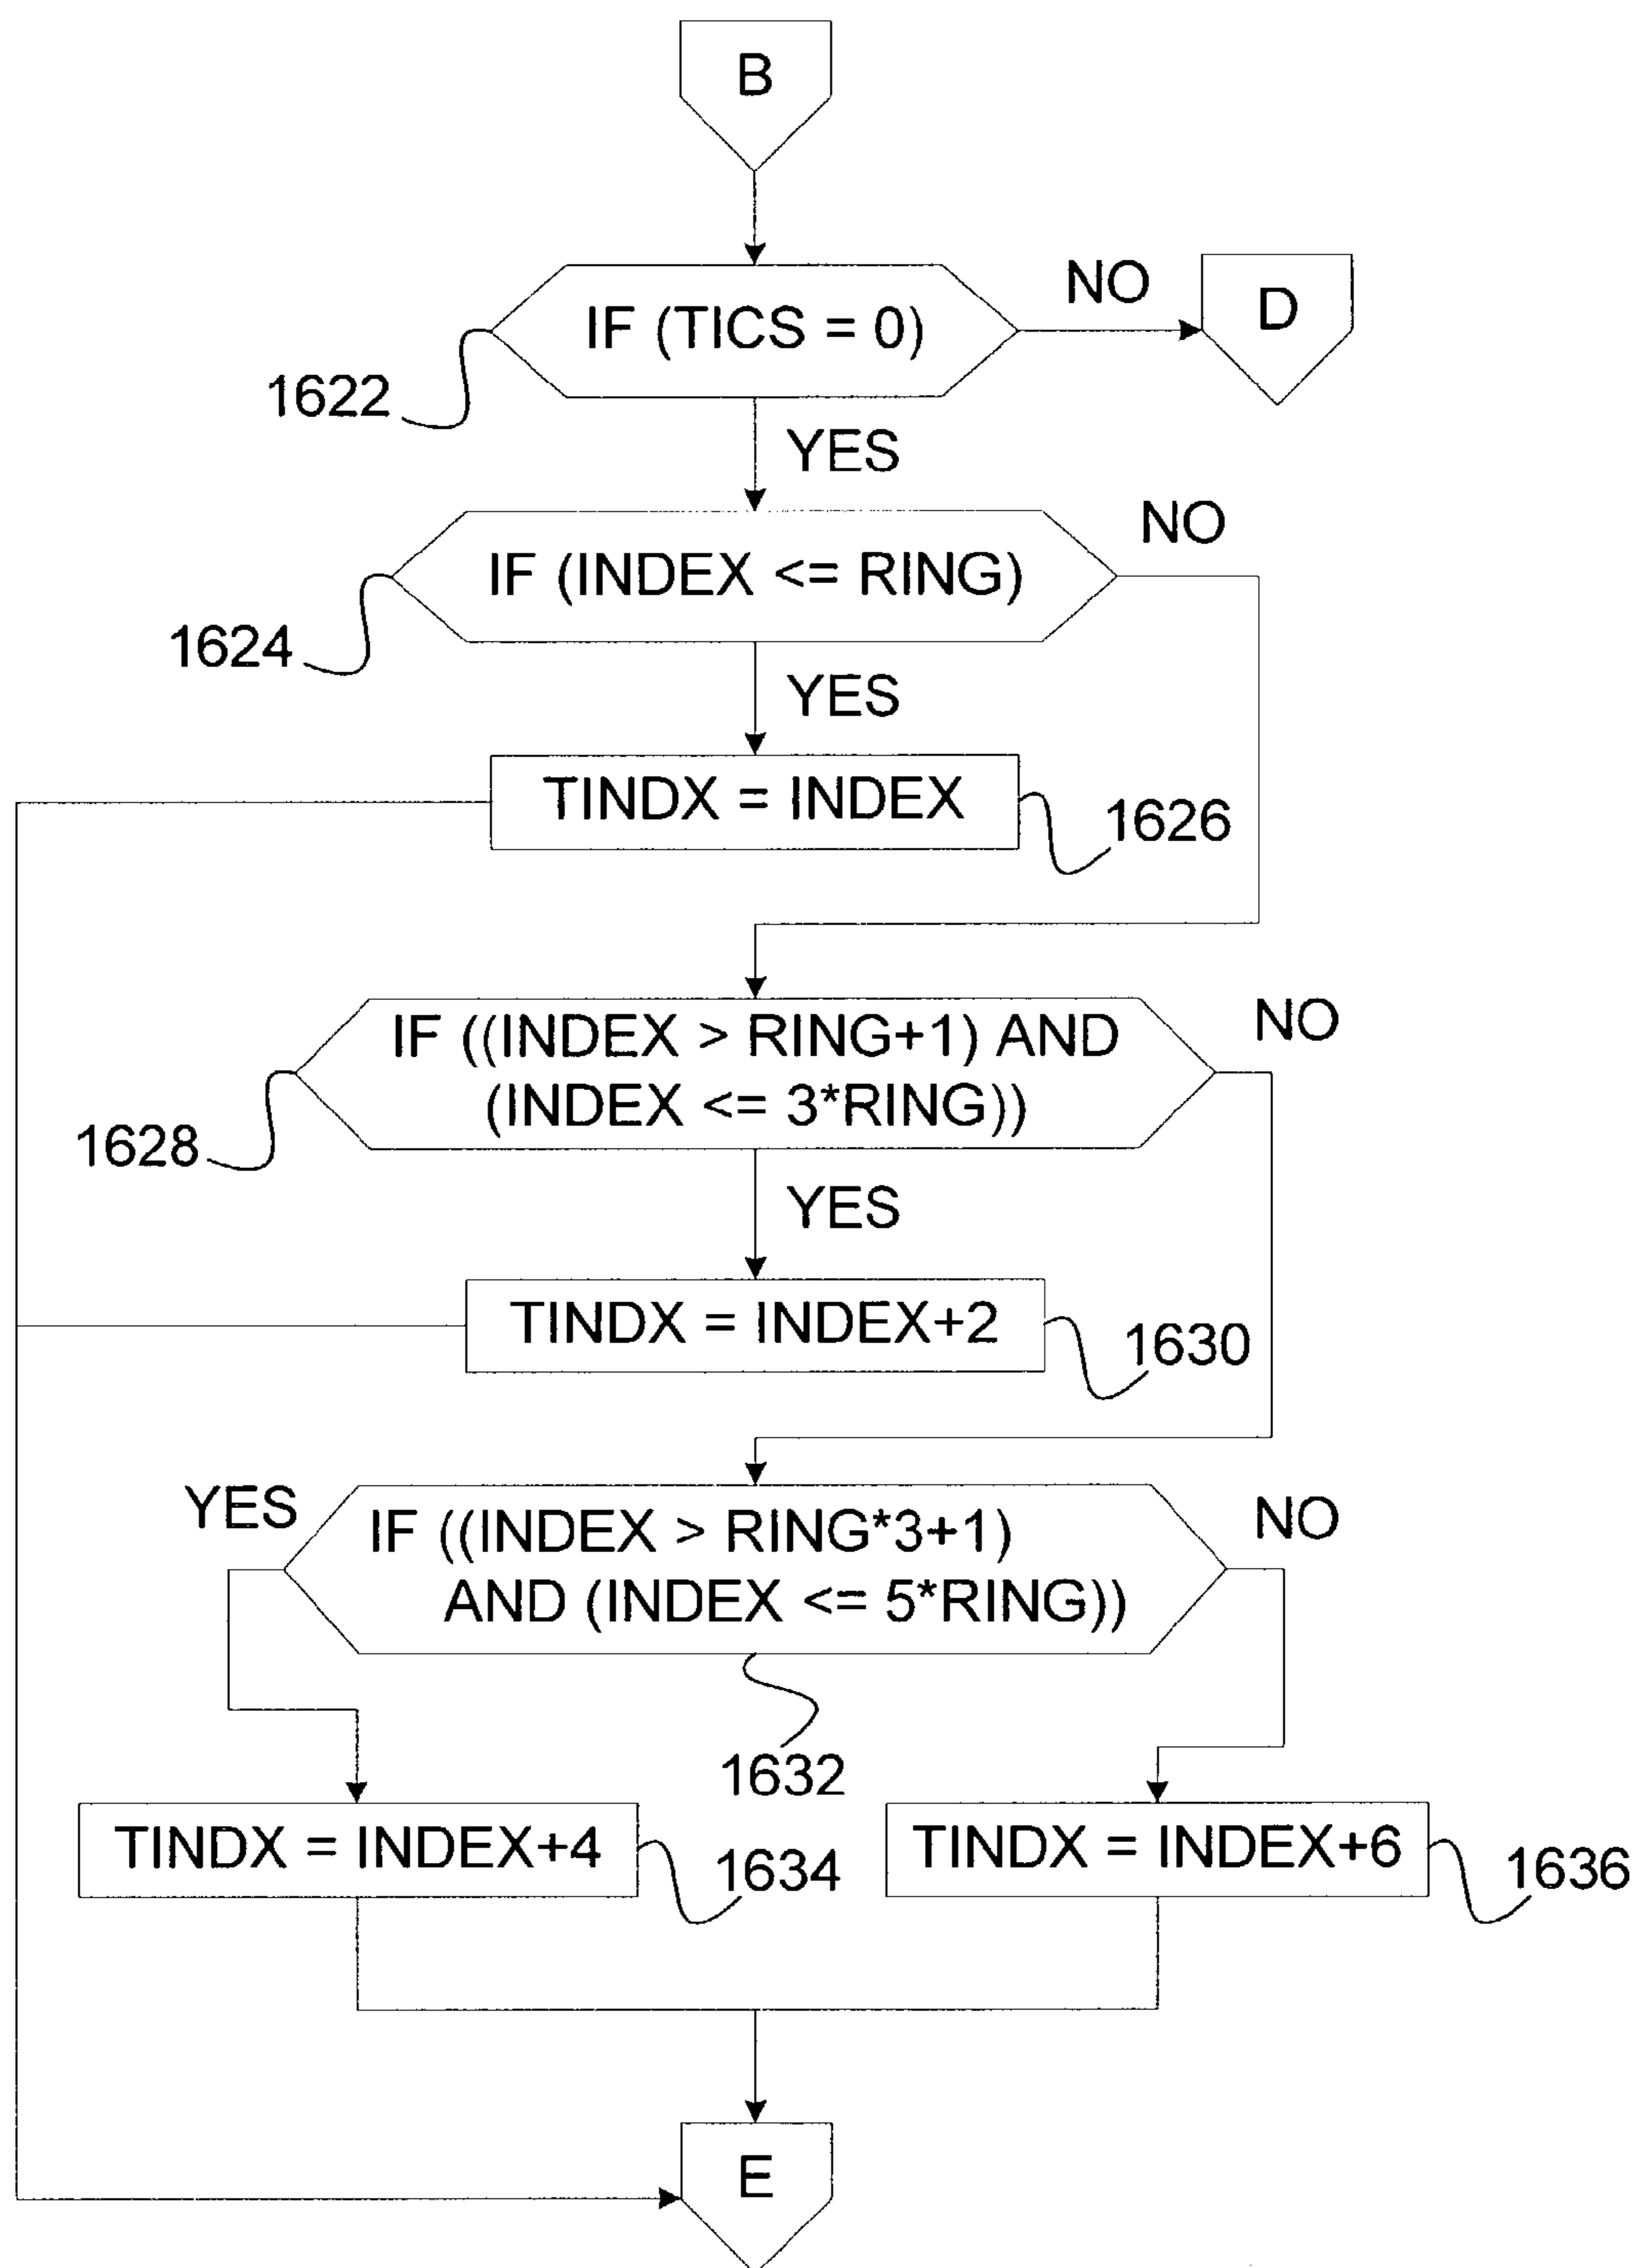 B
IF (TICS = 0)
NO
D
1622
YES
IF (INDEX <= RING)
NO
1624
YES
TINDX = INDEX
1626
IF ((INDEX > RING+1) AND
(INDEX <= 3*RING))
NO
1628
YES
TINDX = INDEX+2
1630
YES
IF ((INDEX > RING*3+1)
AND (INDEX <= 5*RING))
NO
1632
TINDX = INDEX+4
1634
TINDX = INDEX+6
1636
E